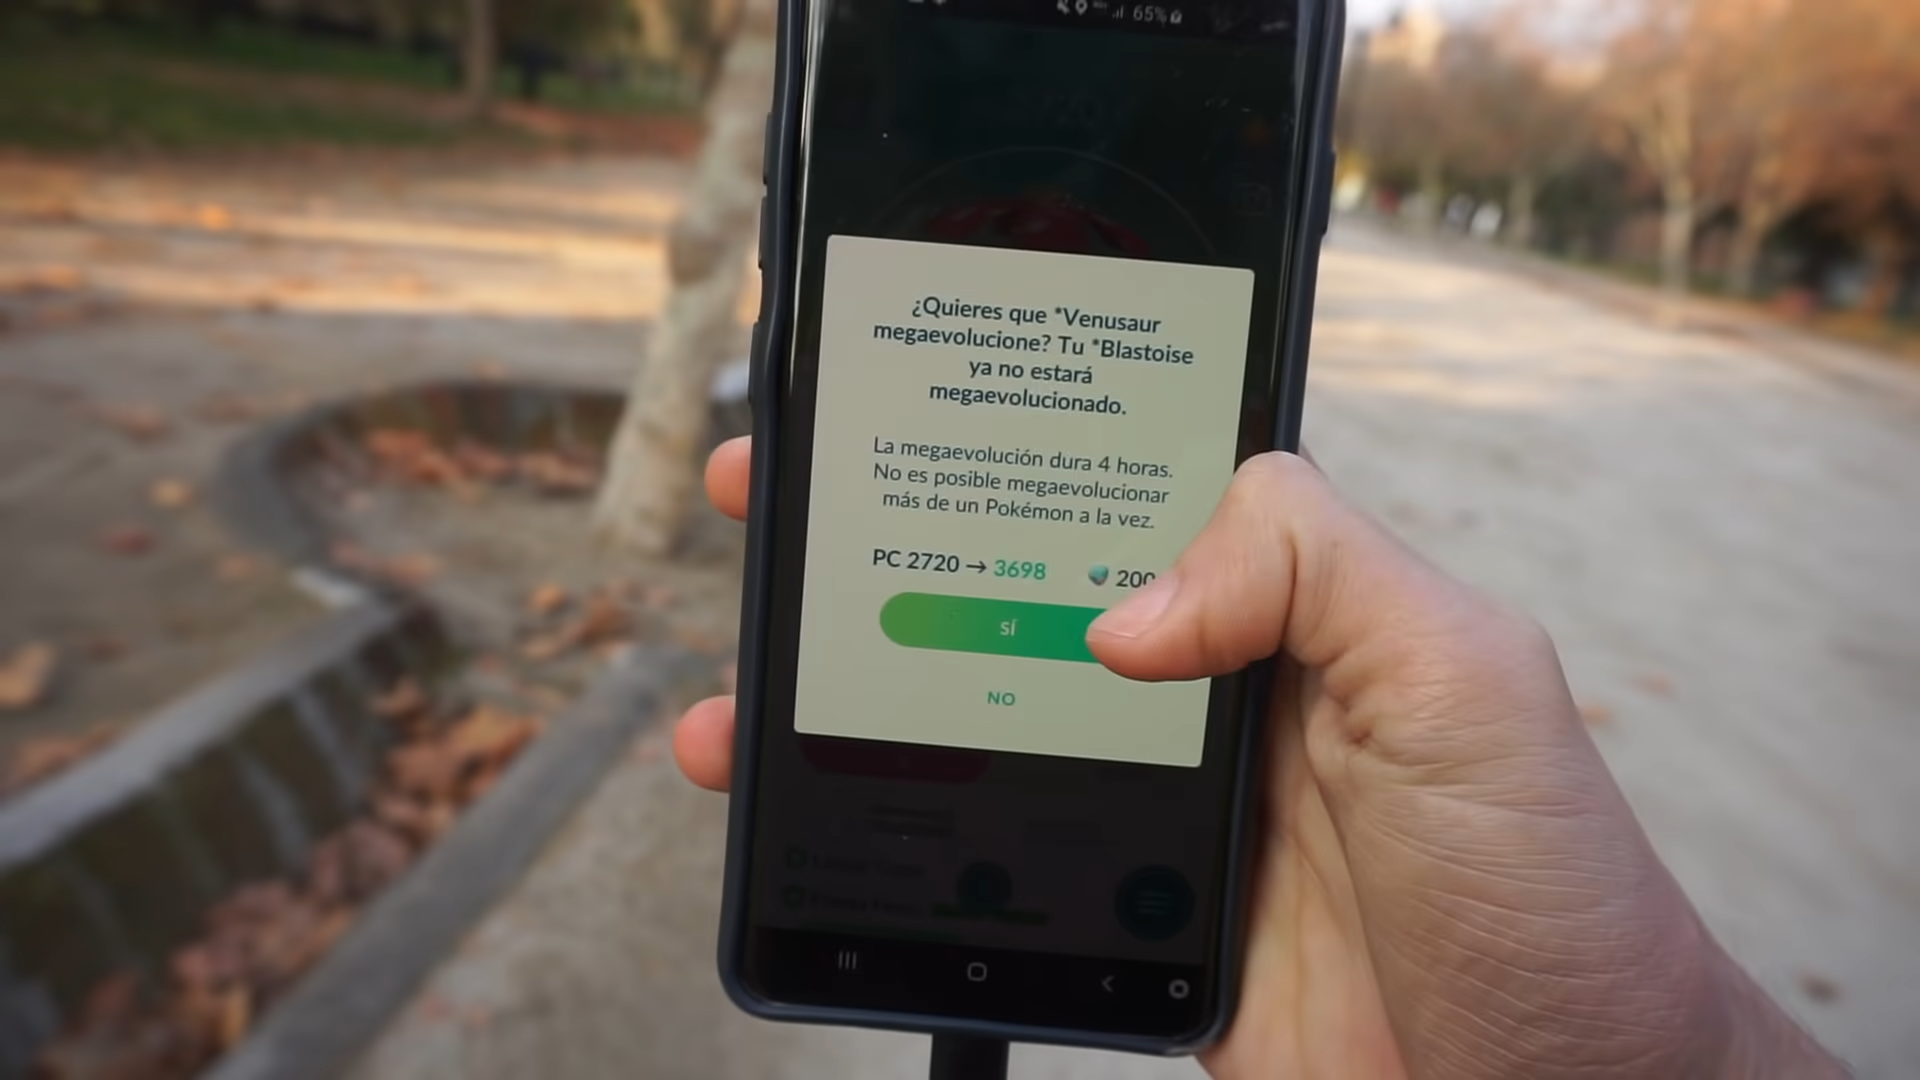 65%
¿Quieres que *Venusaur
megaevolucione? Tu *Blastoise
ya no estará
megaevolucionado.
La megaevolución dura 4 horas.
No es posible megaevolucionar
más de un Pokémon a la vez.
PC 2720 → 3698 200
SÍ
NO